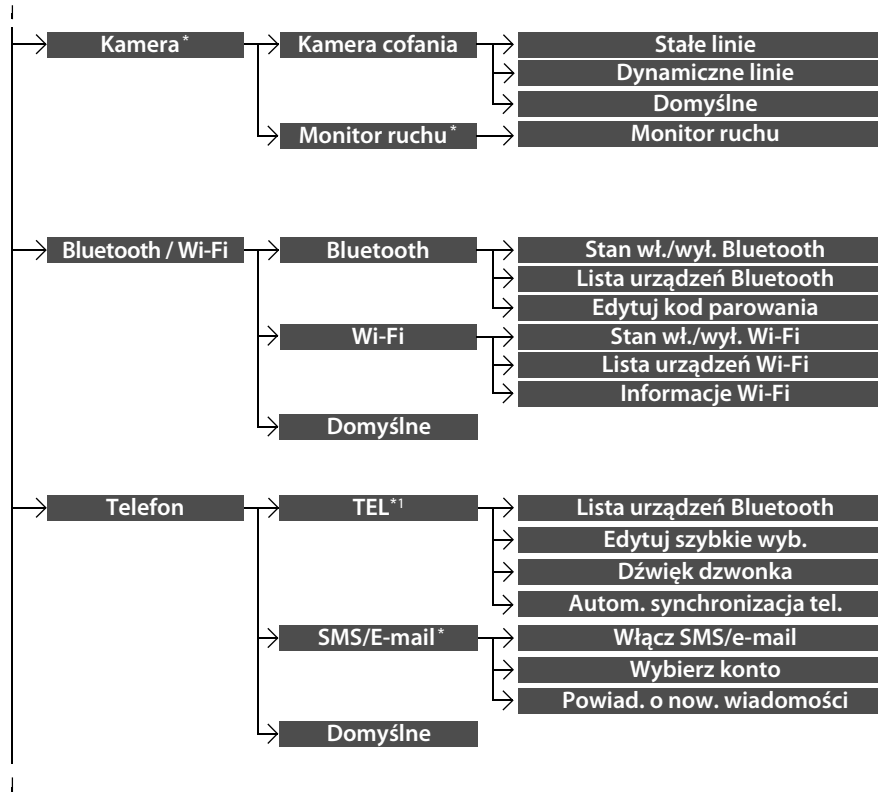 Kamera*
Kamera cofania
Stałe linie
Dynamiczne linie
Domyślne
Monitor ruchu*
Monitor ruchu
Bluetooth / Wi-Fi
Bluetooth
Stan wł./wył. Bluetooth
Lista urządzeń Bluetooth
Edytuj kod parowania
Wi-Fi
Stan wł./wył. Wi-Fi
Lista urządzeń Wi-Fi
Informacje Wi-Fi
Domyślne
Telefon
TEL*1
Lista urządzeń Bluetooth
Edytuj szybkie wyb.
Dźwięk dzwonka
Autom. synchronizacja tel.
SMS/E-mail*
Włącz SMS/e-mail
Wybierz konto
Powiad. o now. wiadomości
Domyślne